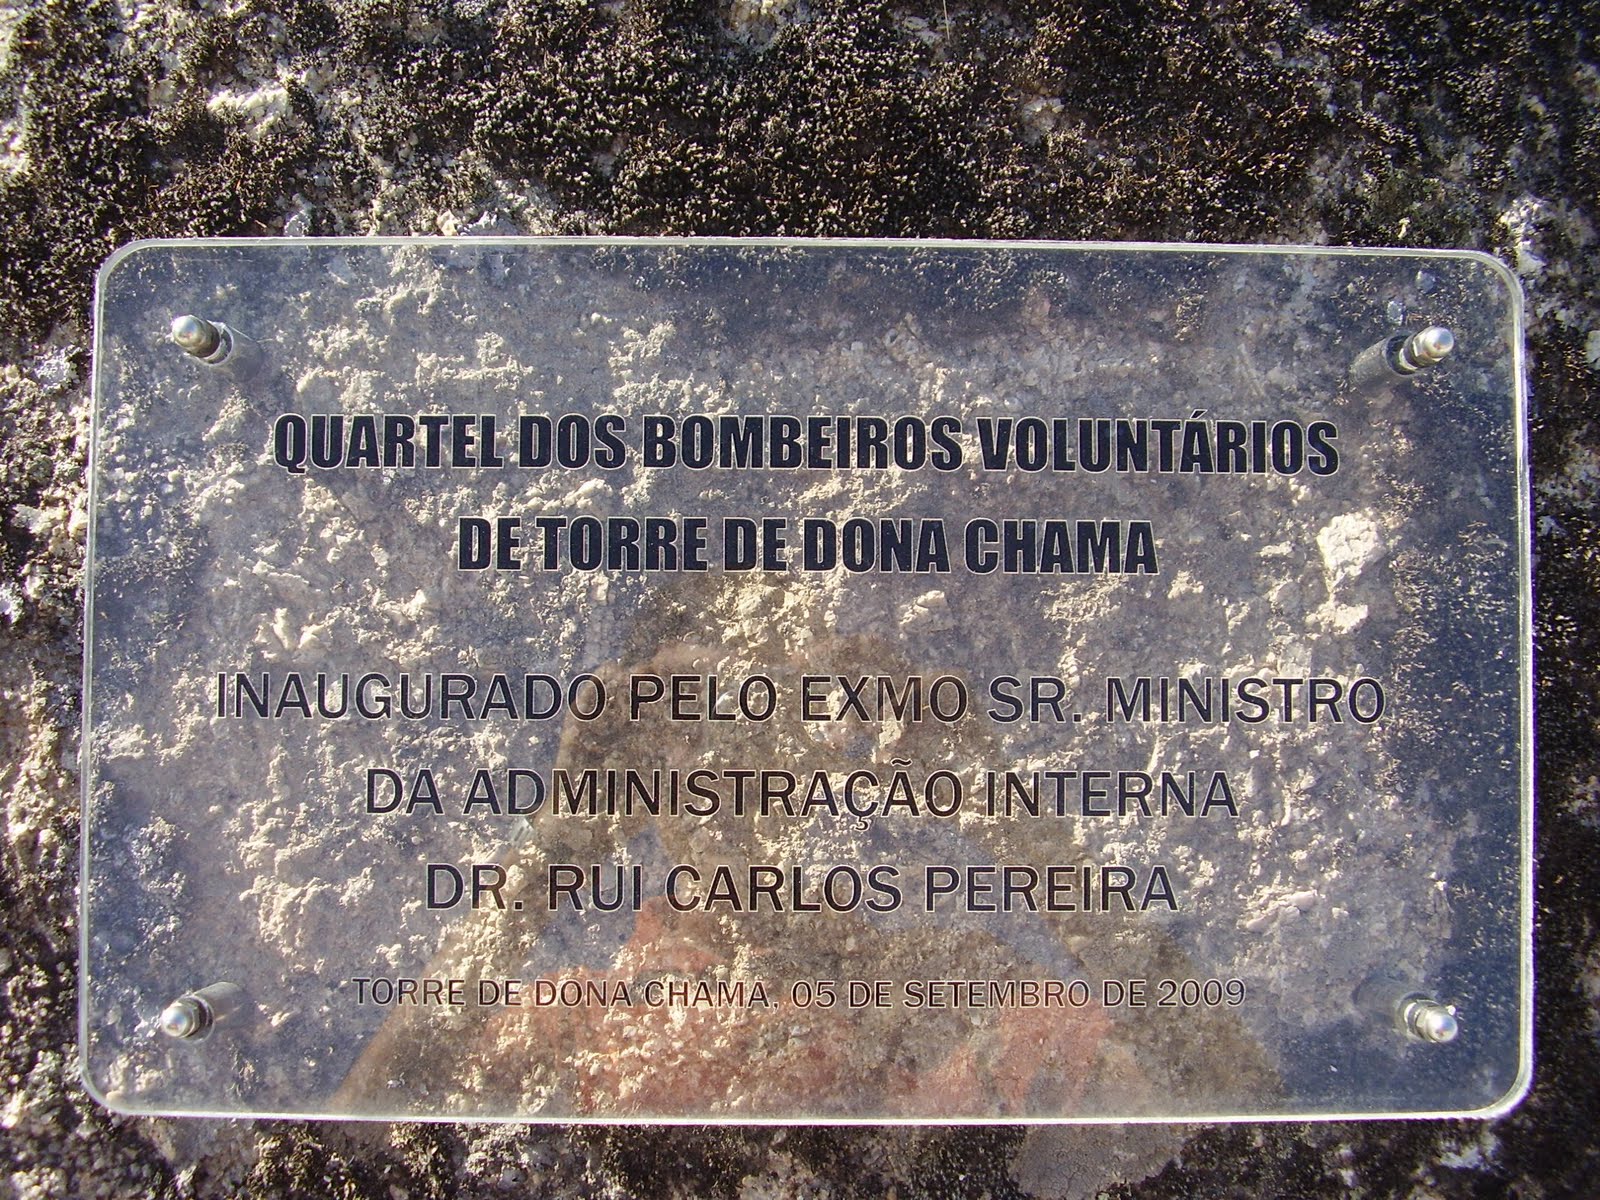 QUARTEL DOS BOMBEIROS VOLUNTÁRIOS
DE TORRE DE DONA CHAMA
INAUGURADO PELO EXMO SR. MINISTRO
DA ADMINISTRAÇÃO INTERNA
DR. RUI CARLOS PEREIRA
TORRE DE DONA CHAMA, 05 DE SETEMBRO DE 2009